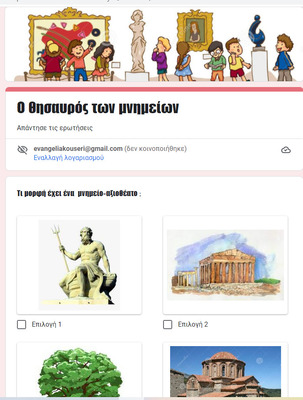 Ο θησαυρός των μνημείων
Απάντησε τις ερωτήσεις
evangeliakouseri@gmail.com (δεν κοινοποιήθηκε)
Εναλλαγή λογαριασμού
Τι μορφή έχει ένα μνημείο-αξιοθέατο ;
Επιλογή 1
Επιλογή 2